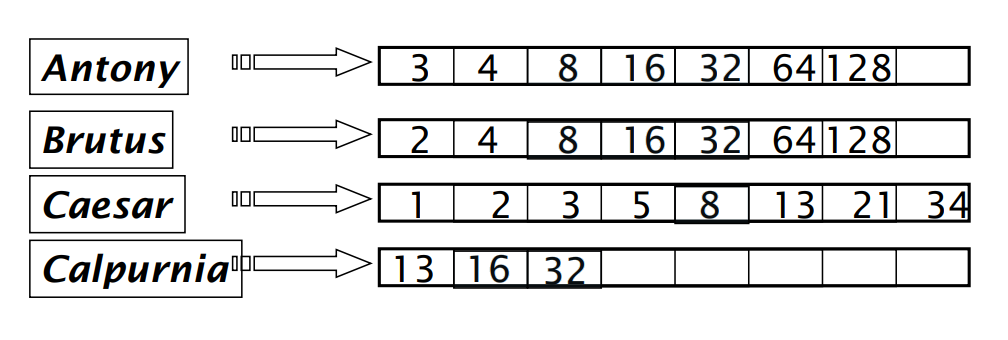 Antony 3 4 8 16 32 64 128
Brutus 2 4 8 16 32 64 128
Caesar 1 2 3 5 8 13 21 34
Calpurnia 13 16 32